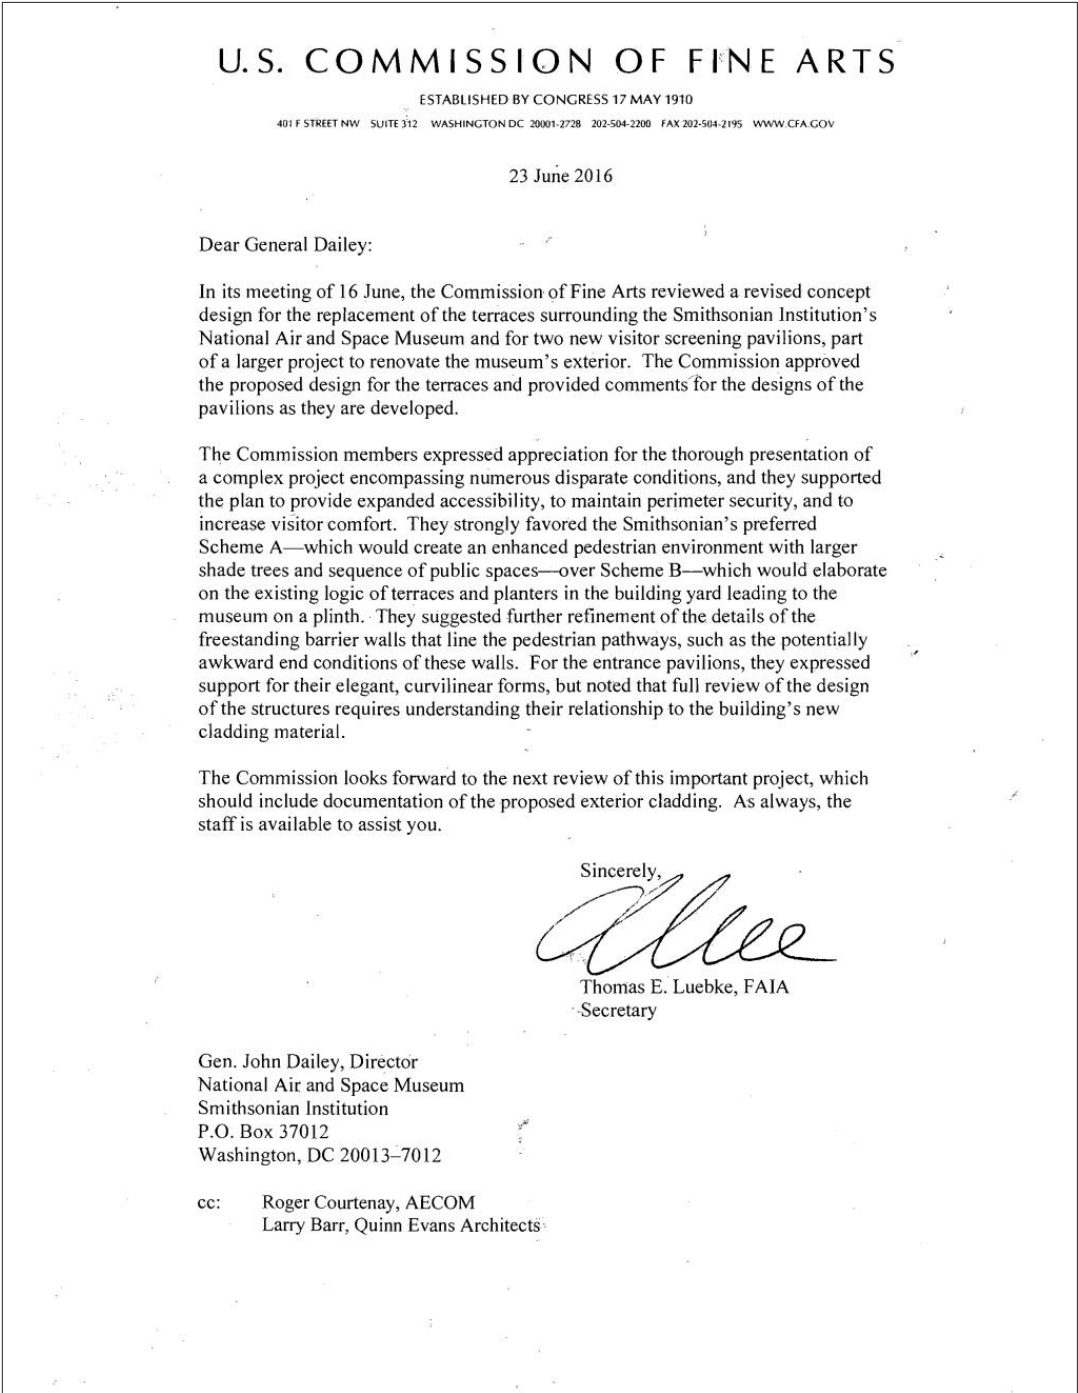 U.S. COMMISSION OF FINE ARTS
ESTABLISHED BY CONGRESS 17 MAY 1910
401 F STREET NW SUITE 312 WASHINGTON DC 20001-2728 202-504-2200 FAX 202-504-2195 WWW.CFA.GOV
23 June 2016
Dear General Dailey:
In its meeting of 16 June, the Commission of Fine Arts reviewed a revised concept
design for the replacement of the terraces surrounding the Smithsonian Institution's
National Air and Space Museum and for two new visitor screening pavilions, part
of a larger project to renovate the museum's exterior. The Commission approved
the proposed design for the terraces and provided comments for the designs of the
pavilions as they are developed.
The Commission members expressed appreciation for the thorough presentation of
a complex project encompassing numerous disparate conditions, and they supported
the plan to provide expanded accessibility, to maintain perimeter security, and to
increase visitor comfort. They strongly favored the Smithsonian's preferred
Scheme A—which would create an enhanced pedestrian environment with larger
shade trees and sequence of public spaces—over Scheme B—which would elaborate
on the existing logic of terraces and planters in the building yard leading to the
museum on a plinth. They suggested further refinement of the details of the
freestanding barrier walls that line the pedestrian pathways, such as the potentially
awkward end conditions of these walls. For the entrance pavilions, they expressed
support for their elegant, curvilinear forms, but noted that full review of the design
of the structures requires understanding their relationship to the building's new
cladding material.
The Commission looks forward to the next review of this important project, which
should include documentation of the proposed exterior cladding. As always, the
staff is available to assist you.
Sincerely,
Thomas E. Luebke, FAIA
Secretary
Gen. John Dailey, Director
National Air and Space Museum
Smithsonian Institution
P.O. Box 37012
Washington, DC 20013–7012
cc: Roger Courtenay, AECOM
Larry Barr, Quinn Evans Architects